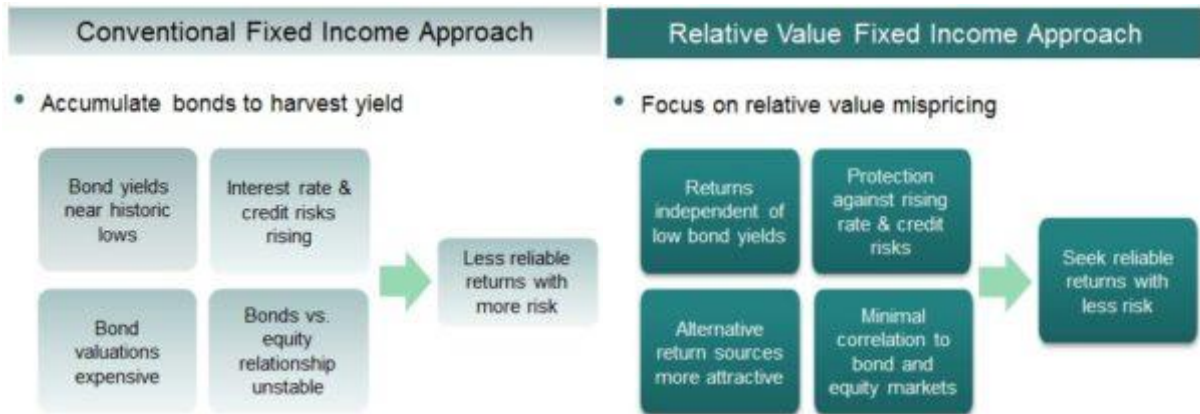 Conventional Fixed Income Approach
• Accumulate bonds to harvest yield
Bond yields
near historic
lows
Interest rate &
credit risks
rising
Bond
valuations
expensive
Bonds vs.
equity
relationship
unstable
Less reliable
returns with
more risk
Relative Value Fixed Income Approach
• Focus on relative value mispricing
Returns
independent of
low bond yields
Protection
against rising
rate & credit
risks
Alternative
return sources
more attractive
Minimal
correlation to
bond and
equity markets
Seek reliable
returns with
less risk